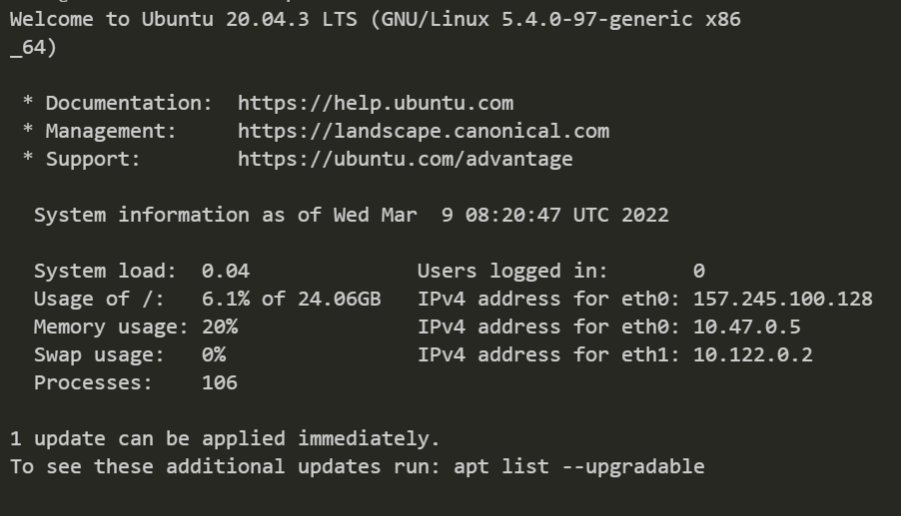 Welcome to Ubuntu 20.04.3 LTS (GNU/Linux 5.4.0-97-generic x86
_64)
* Documentation:  https://help.ubuntu.com
* Management:     https://landscape.canonical.com
* Support:        https://ubuntu.com/advantage
System information as of Wed Mar  9 08:20:47 UTC 2022
System load:  0.04              Users logged in:       0
Usage of /:   6.1% of 24.06GB   IPv4 address for eth0: 157.245.100.128
Memory usage: 20%               IPv4 address for eth0: 10.47.0.5
Swap usage:   0%                IPv4 address for eth1: 10.122.0.2
Processes:    106
1 update can be applied immediately.
To see these additional updates run: apt list --upgradable